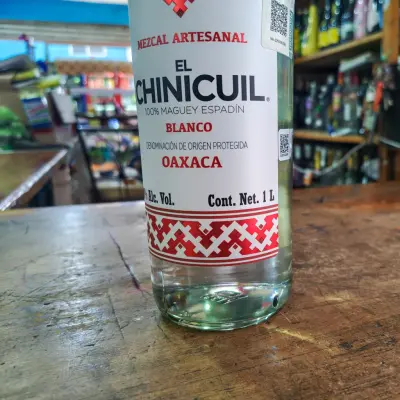 MEZCAL ARTESANAL
EL
CHINICUIL®
100% MAGUEY ESPADÍN
BLANCO
DENOMINACIÓN DE ORIGEN PROTEGIDA
OAXACA
Alc. Vol. Cont. Net. 1 L